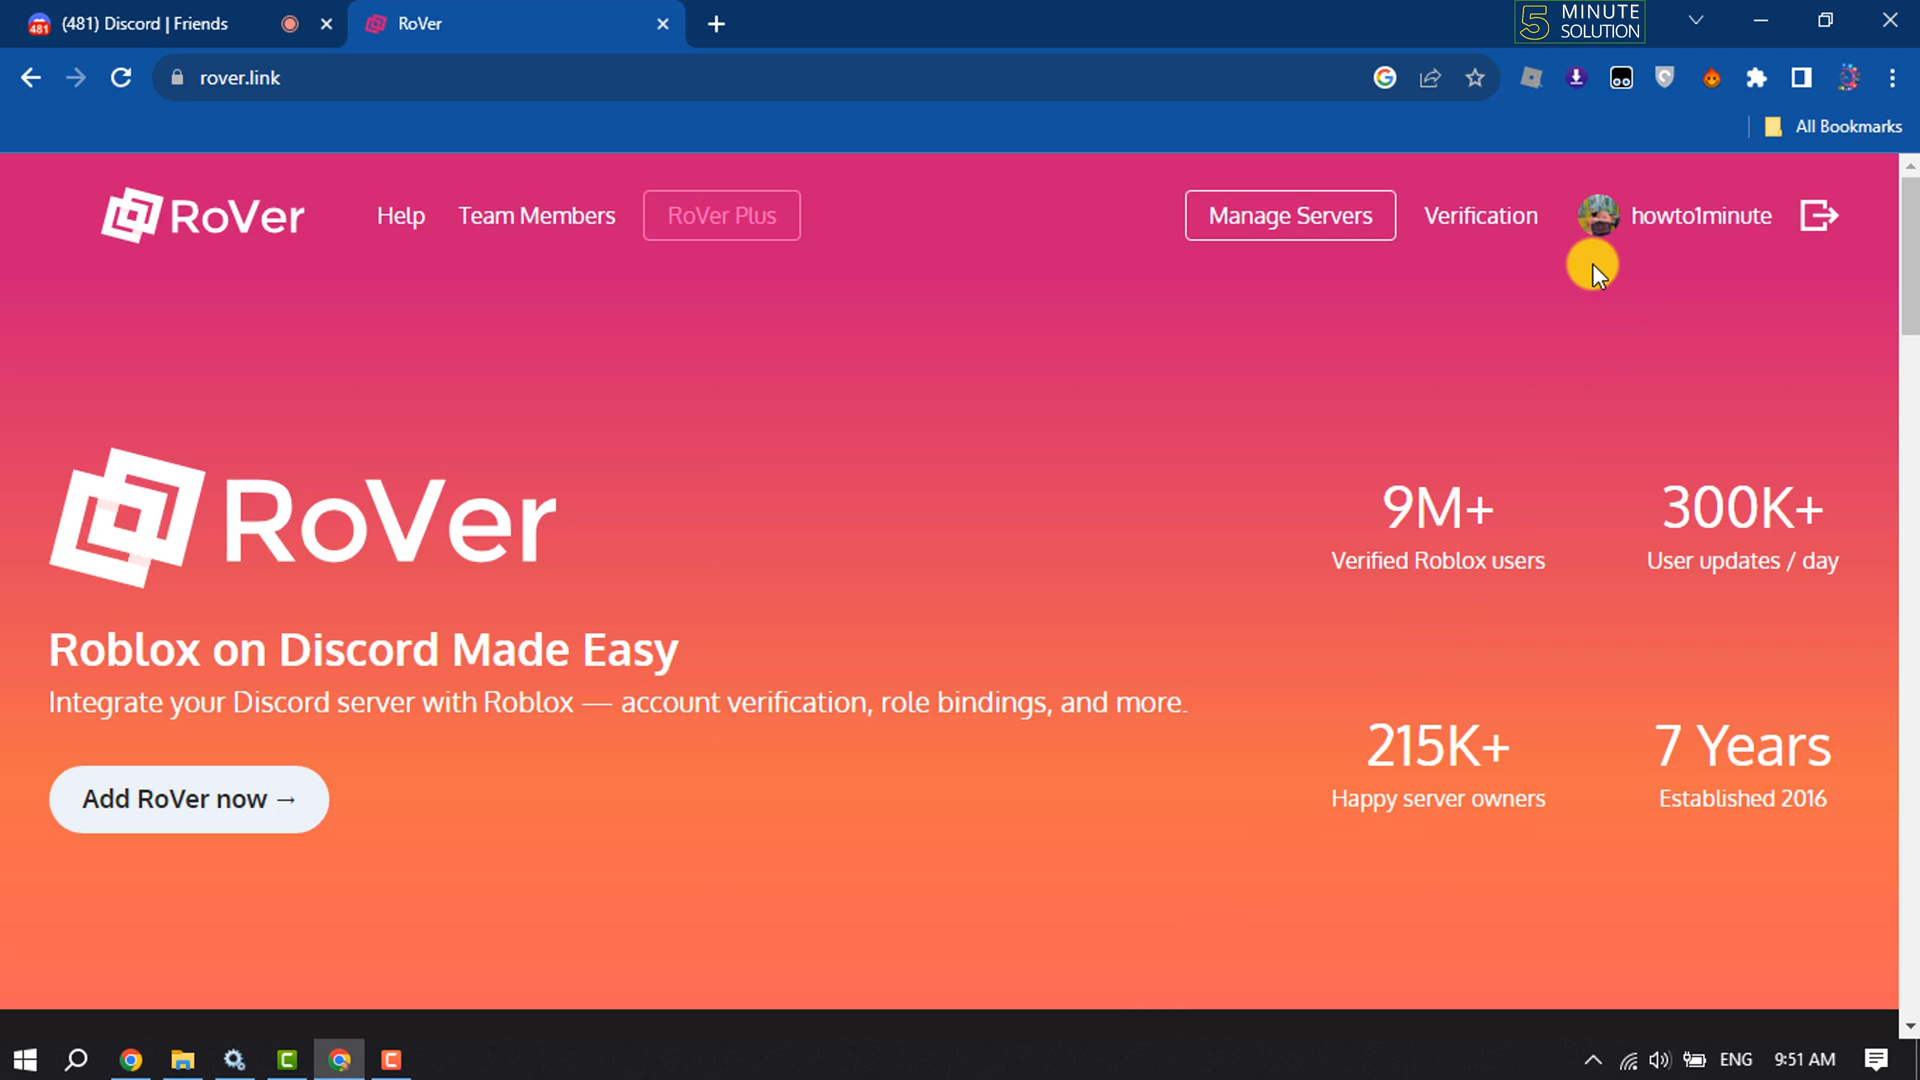 (481) Discord | Friends
RoVer
5 MINUTE
SOLUTION
481
rover.link
All Bookmarks
RoVer
Help
Team Members
RoVer Plus
Manage Servers
Verification
howto1minute
RoVer
9M+
300K+
Verified Roblox users
User updates / day
Roblox on Discord Made Easy
Integrate your Discord server with Roblox — account verification, role bindings, and more.
215K+
7 Years
Add RoVer now →
Happy server owners
Established 2016
ENG
9:51 AM